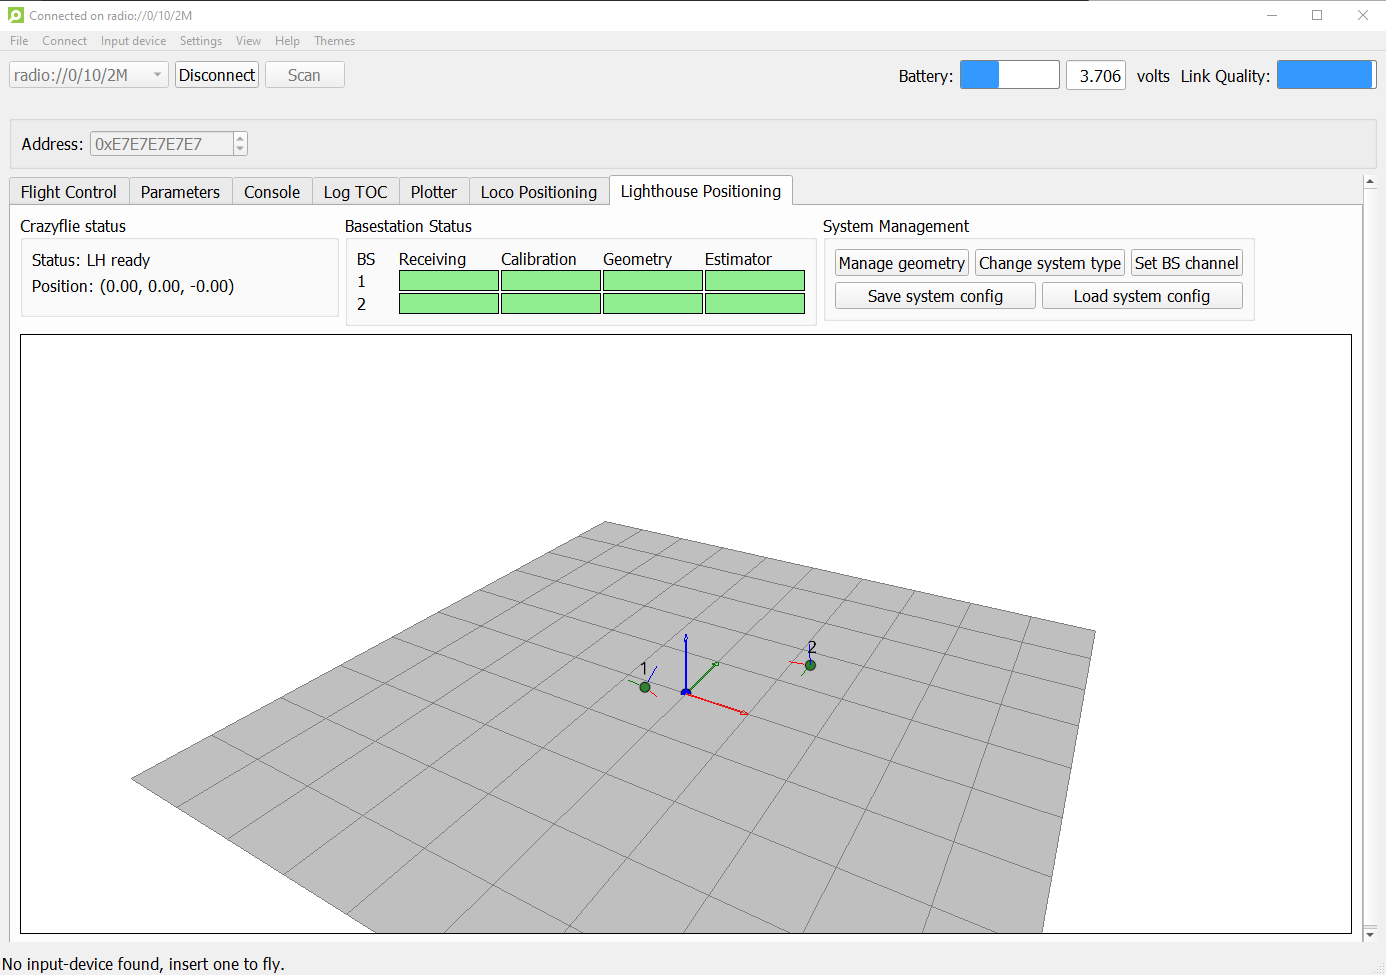 Connected on radio://0/10/2M
File Connect Input device Settings View Help Themes
radio://0/10/2M Disconnect Scan Battery: 3.706 volts Link Quality:
Address: 0xE7E7E7E7E7
Flight Control Parameters Console Log TOC Plotter Loco Positioning Lighthouse Positioning
Crazyflie status
Status: LH ready
Position: (0.00, 0.00, -0.00)
Basestation Status
BS Receiving Calibration Geometry Estimator
1
2
System Management
Manage geometry Change system type Set BS channel
Save system config Load system config
1
2
No input-device found, insert one to fly.